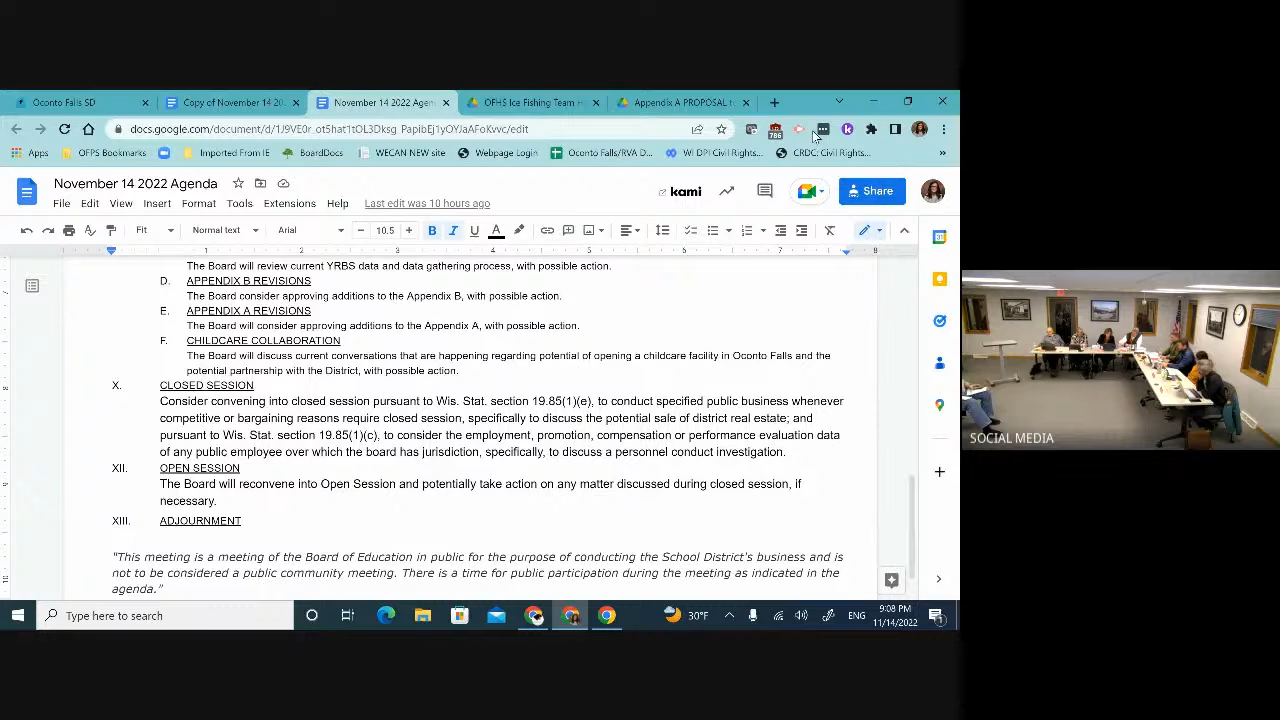 Oconto Falls SD
Copy of November 14 20
November 14 2022 Agen
OFHS Ice Fishing Team H
Appendix A PROPOSAL t
docs.google.com/document/d/1J9VE0r_ot5hat1tOL3Dksg_PapibEj1yOYJaAFoKvvc/edit
786
Apps
OFPS Bookmarks
Imported From IE
BoardDocs
WECAN NEW site
Webpage Login
Oconto Falls/RVA D...
WI DPI Civil Rights...
CRDC: Civil Rights...
November 14 2022 Agenda
kami
Share
File Edit View Insert Format Tools Extensions Help
Last edit was 10 hours ago
Fit
Normal text
Arial
10.5
B I U A
1 2 3 4 5 6 7 8
The Board will review current YRBS data and data gathering process, with possible action.
D. APPENDIX B REVISIONS
The Board consider approving additions to the Appendix B, with possible action.
E. APPENDIX A REVISIONS
The Board will consider approving additions to the Appendix A, with possible action.
F. CHILDCARE COLLABORATION
The Board will discuss current conversations that are happening regarding potential of opening a childcare facility in Oconto Falls and the
potential partnership with the District, with possible action.
X. CLOSED SESSION
Consider convening into closed session pursuant to Wis. Stat. section 19.85(1)(e), to conduct specified public business whenever
competitive or bargaining reasons require closed session, specifically to discuss the potential sale of district real estate; and
pursuant to Wis. Stat. section 19.85(1)(c), to consider the employment, promotion, compensation or performance evaluation data
of any public employee over which the board has jurisdiction, specifically, to discuss a personnel conduct investigation.
XII. OPEN SESSION
The Board will reconvene into Open Session and potentially take action on any matter discussed during closed session, if
necessary.
XIII. ADJOURNMENT
"This meeting is a meeting of the Board of Education in public for the purpose of conducting the School District's business and is
not to be considered a public community meeting. There is a time for public participation during the meeting as indicated in the
agenda."
SOCIAL MEDIA
Type here to search
30°F
ENG
9:08 PM
11/14/2022
1